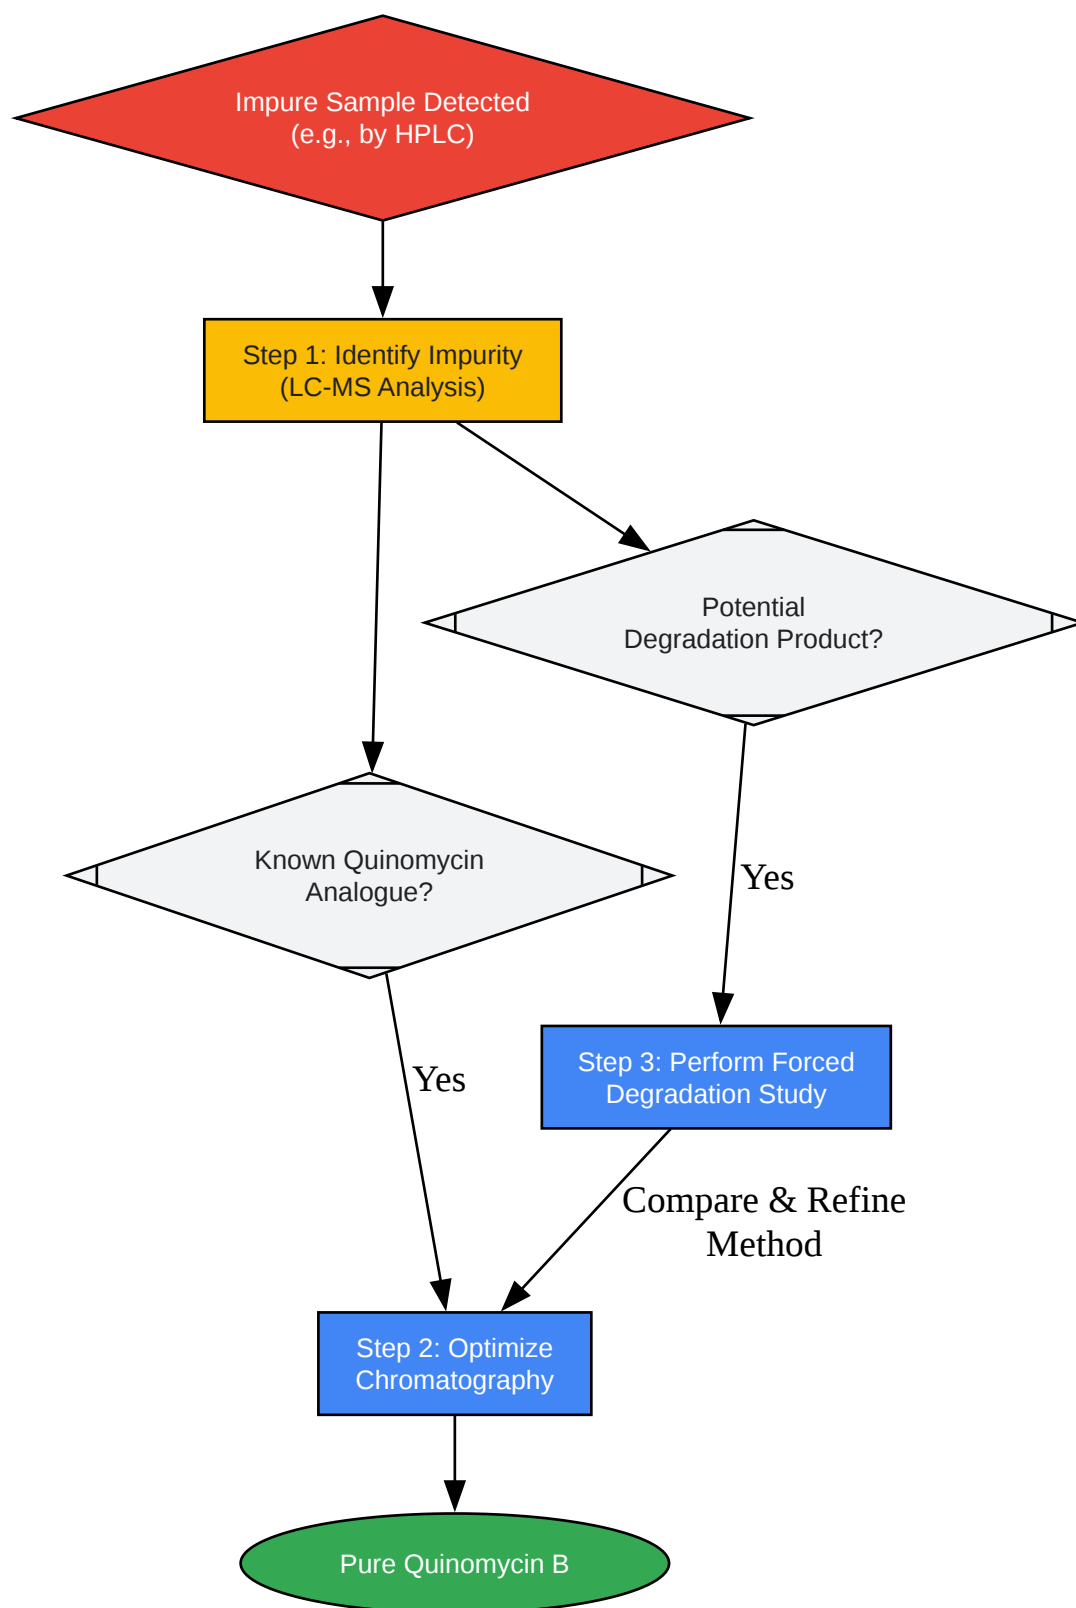 Impure Sample Detected
(e.g., by HPLC)
Step 1: Identify Impurity
(LC-MS Analysis)
Potential
Degradation Product?
Known Quinomycin
Analogue?
Yes
Step 3: Perform Forced
Degradation Study
Yes
Compare & Refine
Method
Step 2: Optimize
Chromatography
Pure Quinomycin B